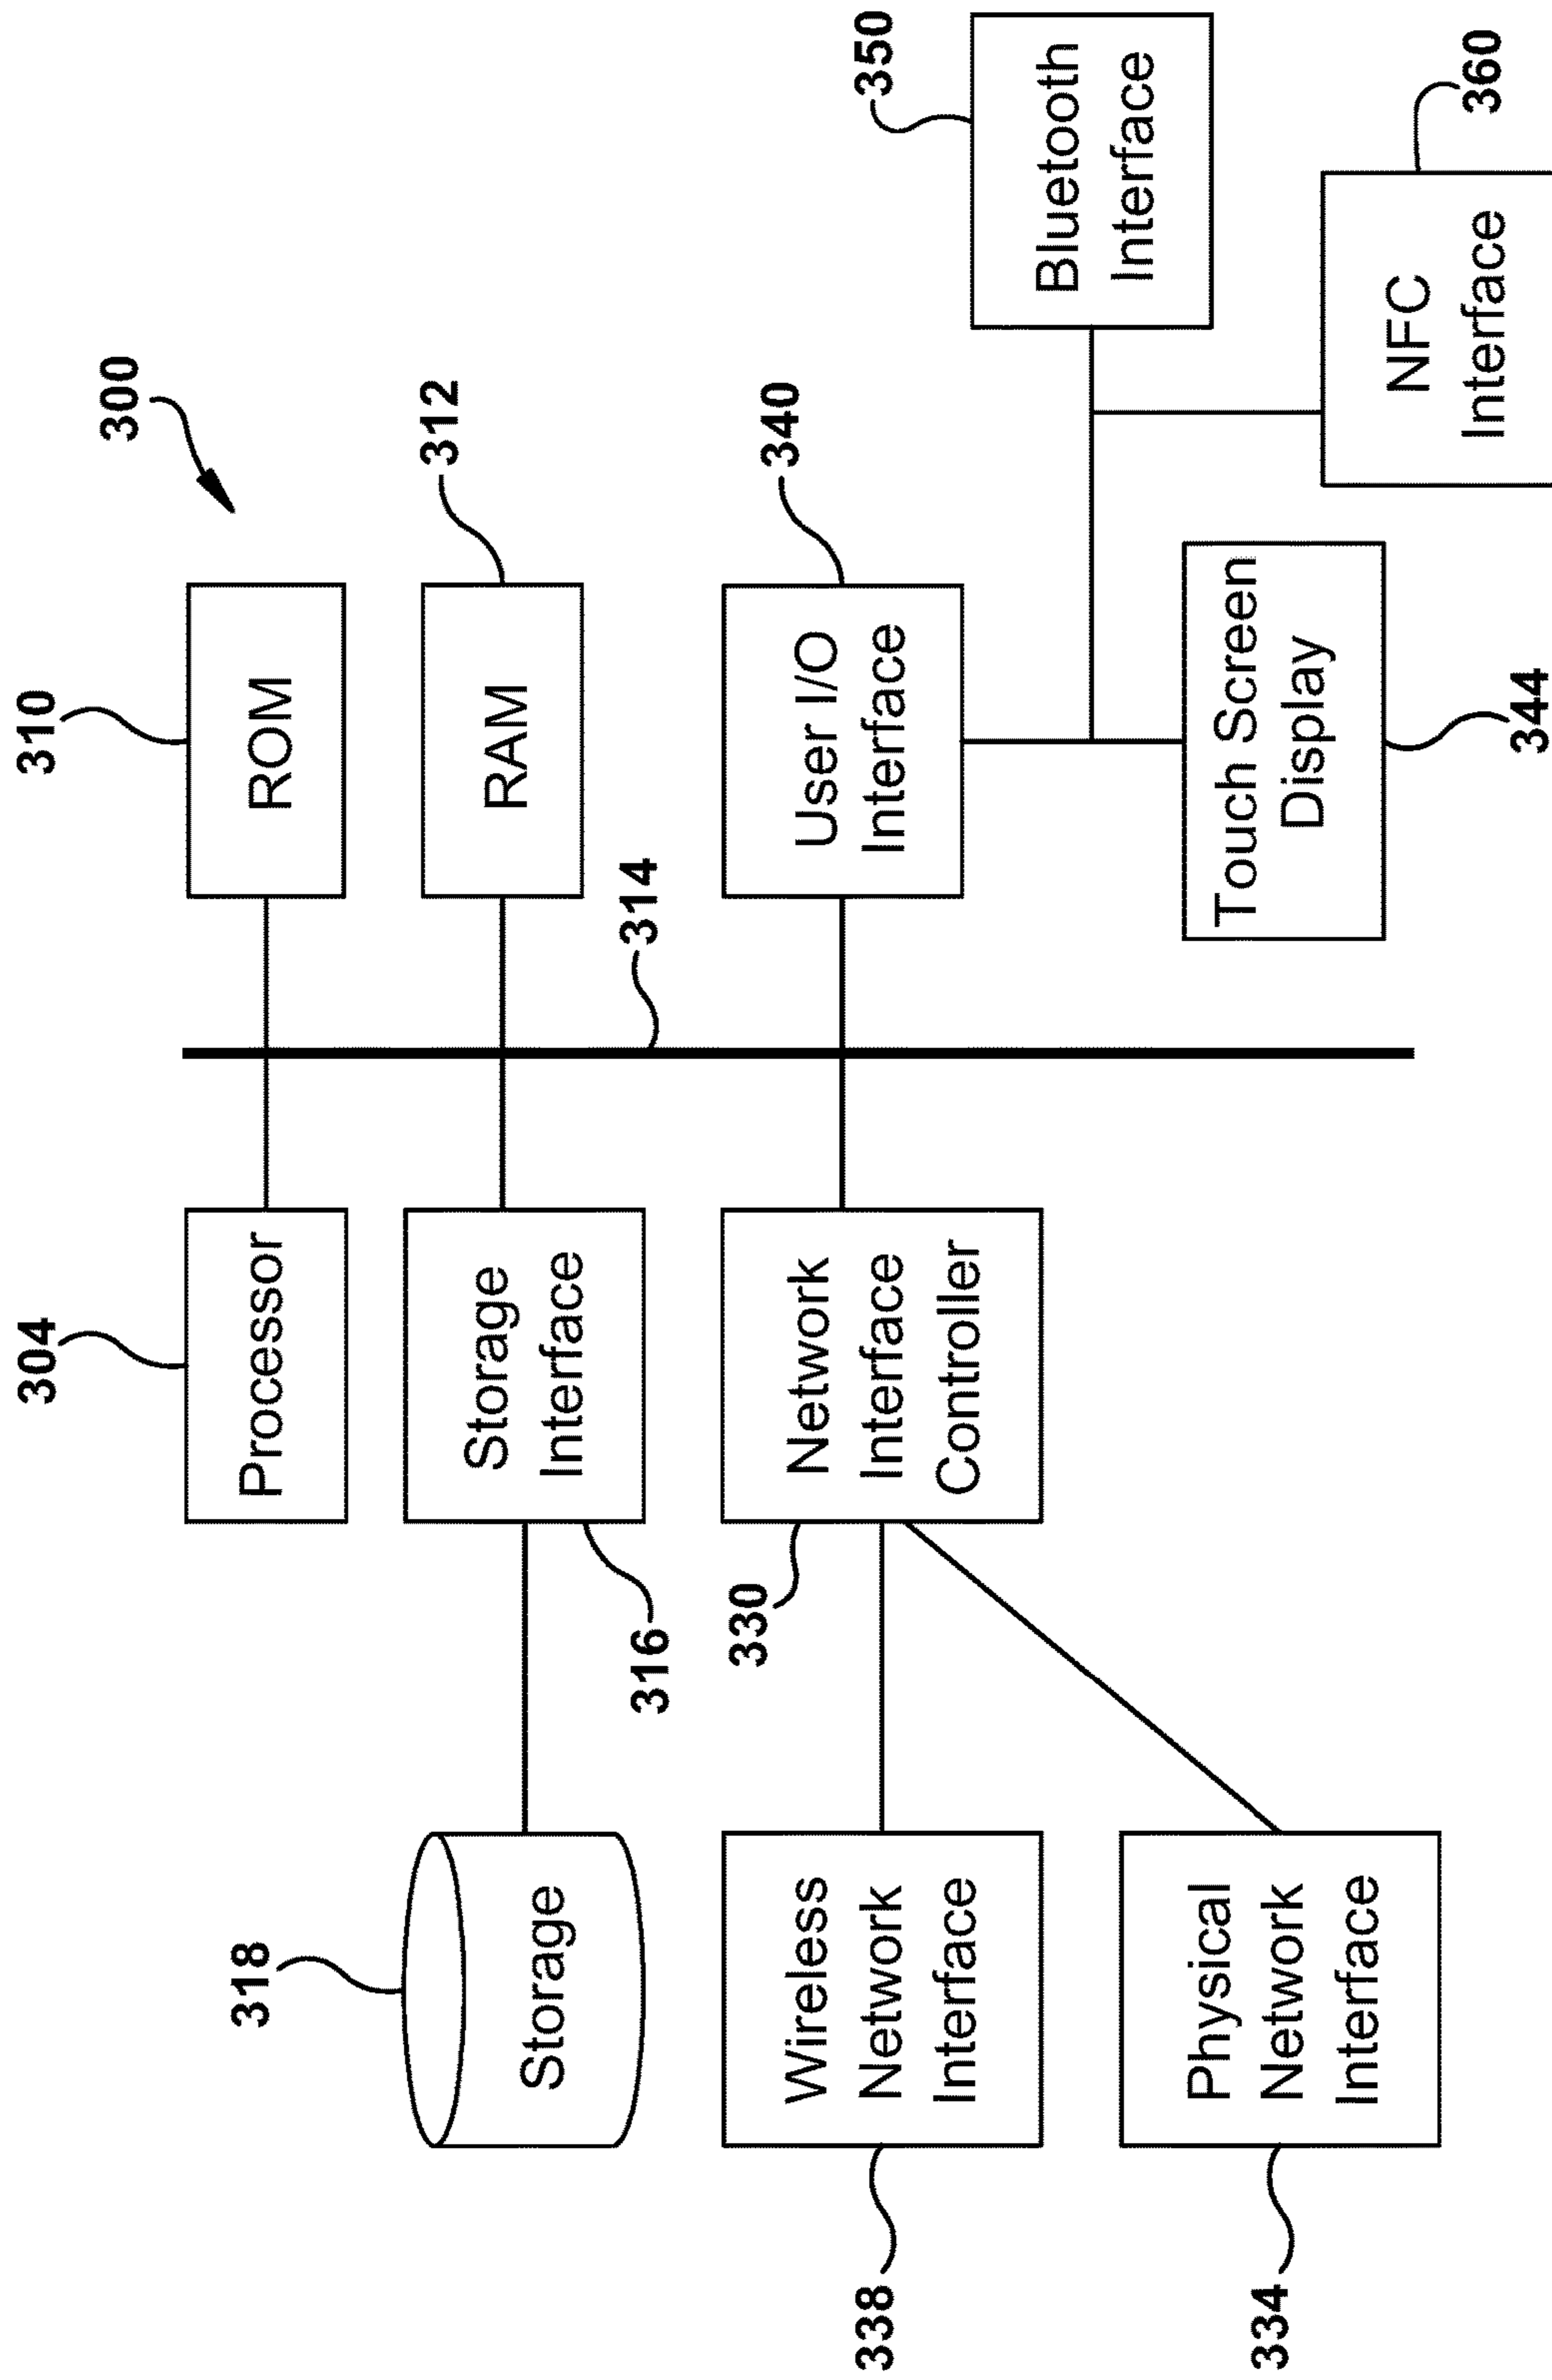 300
304
Processor
310
ROM
318
Storage
Storage
Interface
316
312
RAM
314
330
Network
Interface
Controller
340
User I/O
Interface
338
Wireless
Network
Interface
350
Bluetooth
Interface
334
Physical
Network
Interface
Touch Screen
Display
344
360
NFC
Interface